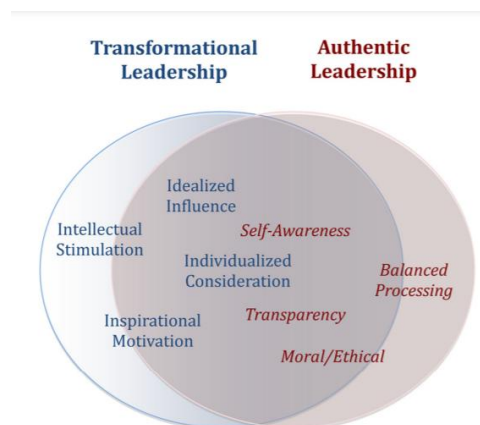 Transformational
Leadership
Authentic
Leadership
Idealized
Influence
Intellectual
Stimulation
Self-Awareness
Individualized
Consideration
Balanced
Processing
Inspirational
Motivation
Transparency
Moral/Ethical